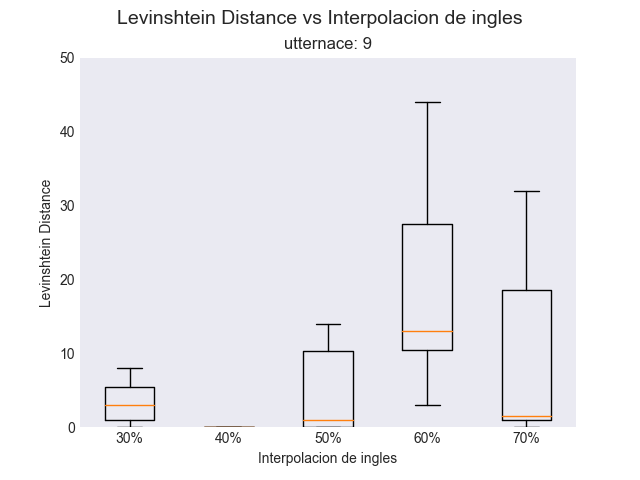 Levinshtein Distance vs Interpolacion de ingles
utternace: 9
50
40
30
20
10
0
Levinshtein Distance
30% 40% 50% 60% 70%
Interpolacion de ingles